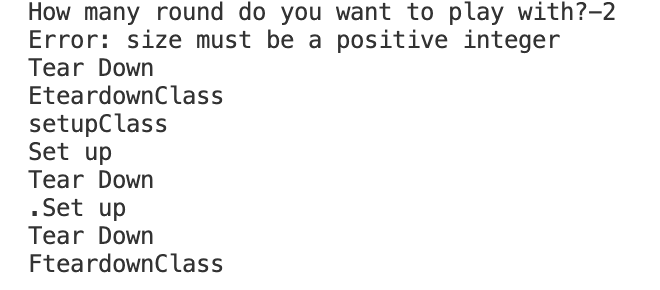 How many round do you want to play with?-2
Error: size must be a positive integer
Tear Down
EteardownClass
setupClass
Set up
Tear Down
.Set up
Tear Down
FteardownClass